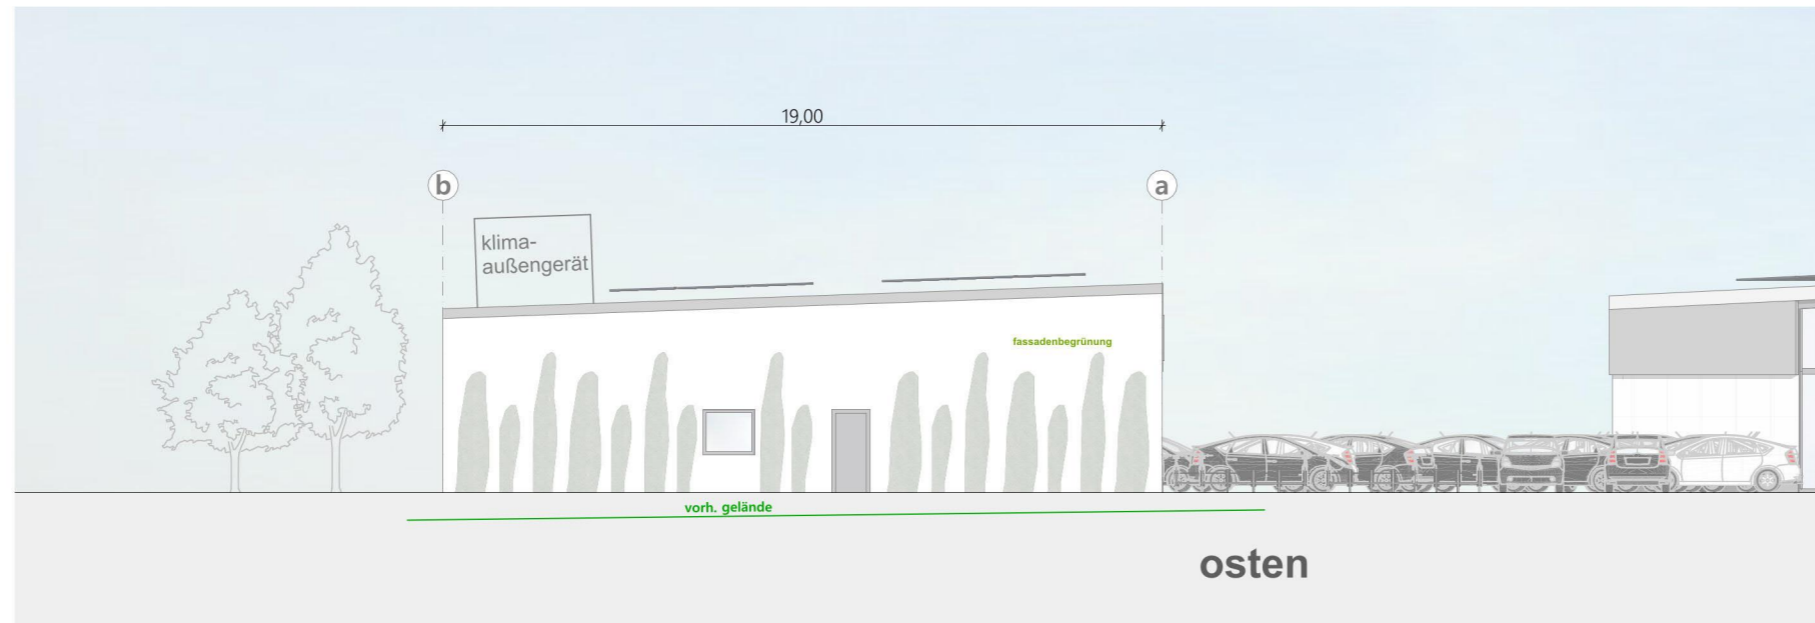 19,00
b
a
klima-
außengerät
fassadenbegrünung
vorh. gelände
osten